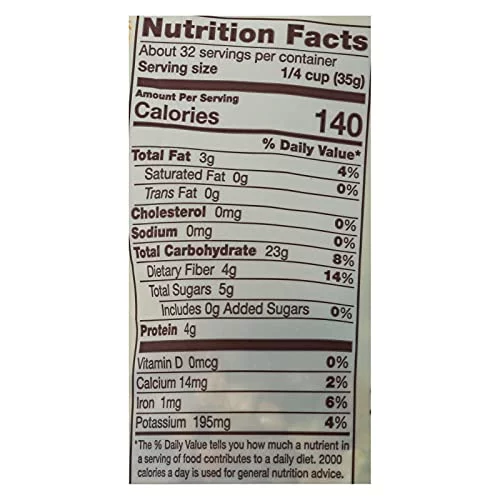 Nutrition Facts
About 32 servings per container
Serving size 1/4 cup (35g)
Amount Per Serving
Calories 140
% Daily Value*
Total Fat 3g 4%
Saturated Fat 0g 0%
Trans Fat 0g
Cholesterol 0mg 0%
Sodium 0mg 0%
Total Carbohydrate 23g 8%
Dietary Fiber 4g 14%
Total Sugars 5g
Includes 0g Added Sugars 0%
Protein 4g
Vitamin D 0mcg 0%
Calcium 14mg 2%
Iron 1mg 6%
Potassium 195mg 4%
*The % Daily Value tells you how much a nutrient in
a serving of food contributes to a daily diet. 2000
calories a day is used for general nutrition advice.